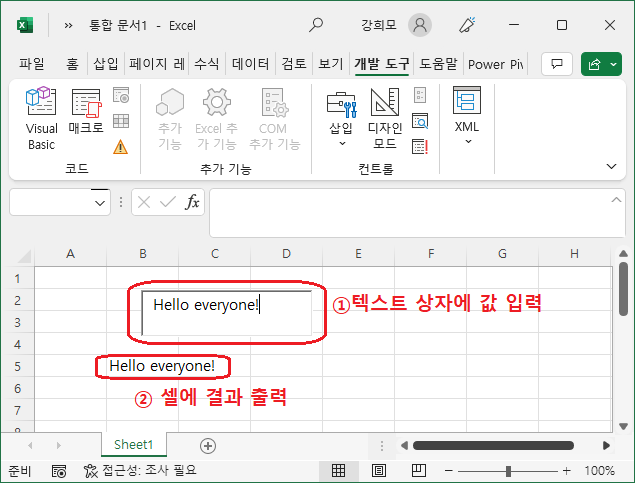 » 통합 문서1 - Excel 강희모
파일 홈 삽입 페이지 레 수식 데이터 검토 보기 개발 도구 도움말 Power Piv
Visual Basic 매크로 추가 기능 Excel 추가 기능 COM 추가 기능 삽입 디자인 모드 XML
코드 추가 기능 컨트롤
fx
A B C D E F G H
1
2 Hello everyone! ①텍스트 상자에 값 입력
3
4
5 Hello everyone!
6 ② 셀에 결과 출력
7
8
Sheet1
준비 접근성: 조사 필요 100%